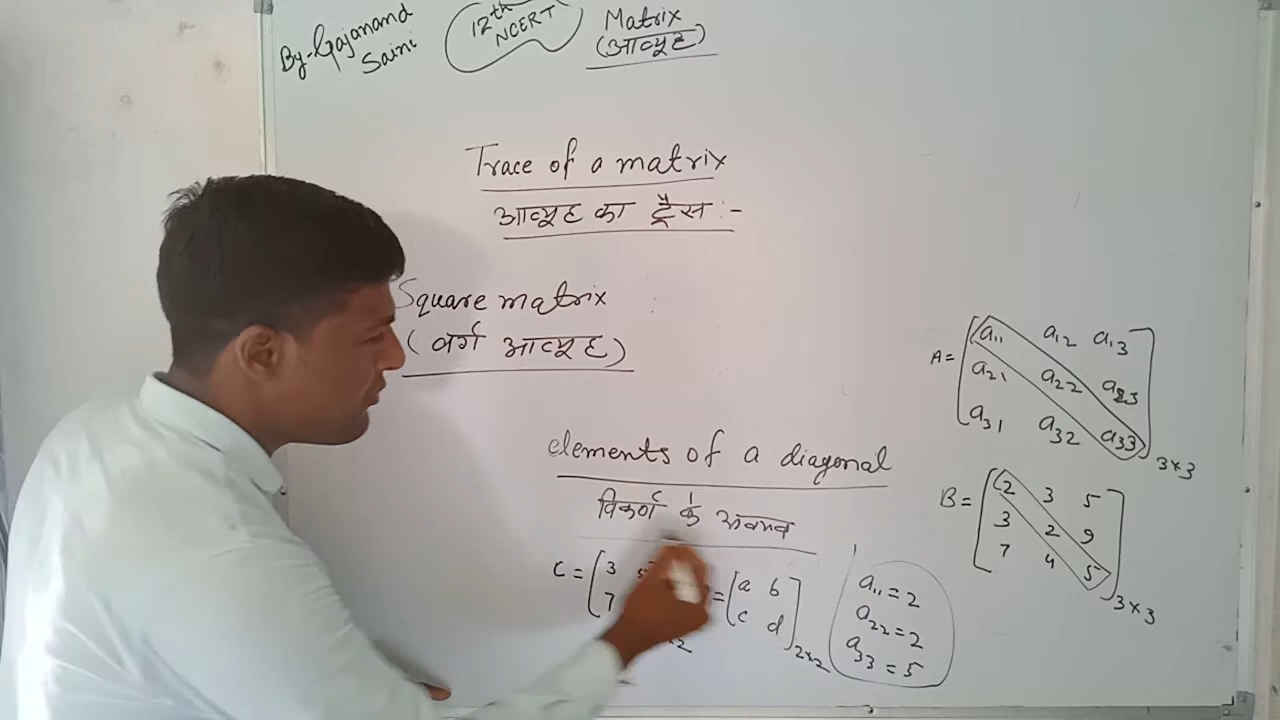 By-Gajanand Saini
12th NCERT
Matrix
(आव्यूह)
Trace of a matrix
आव्यूह का ट्रैस :-
Square matrix
(वर्ग आव्यूह)
elements of a diagonal
विकर्ण के अवयव
A = [a11 a12 a13
a21 a22 a23
a31 a32 a33] 3×3
B = [2 3 5
3 2 9
7 4 5] 3×3
C = [3
7
= [a b
c d] 2×2
a11 = 2
a22 = 2
a33 = 5